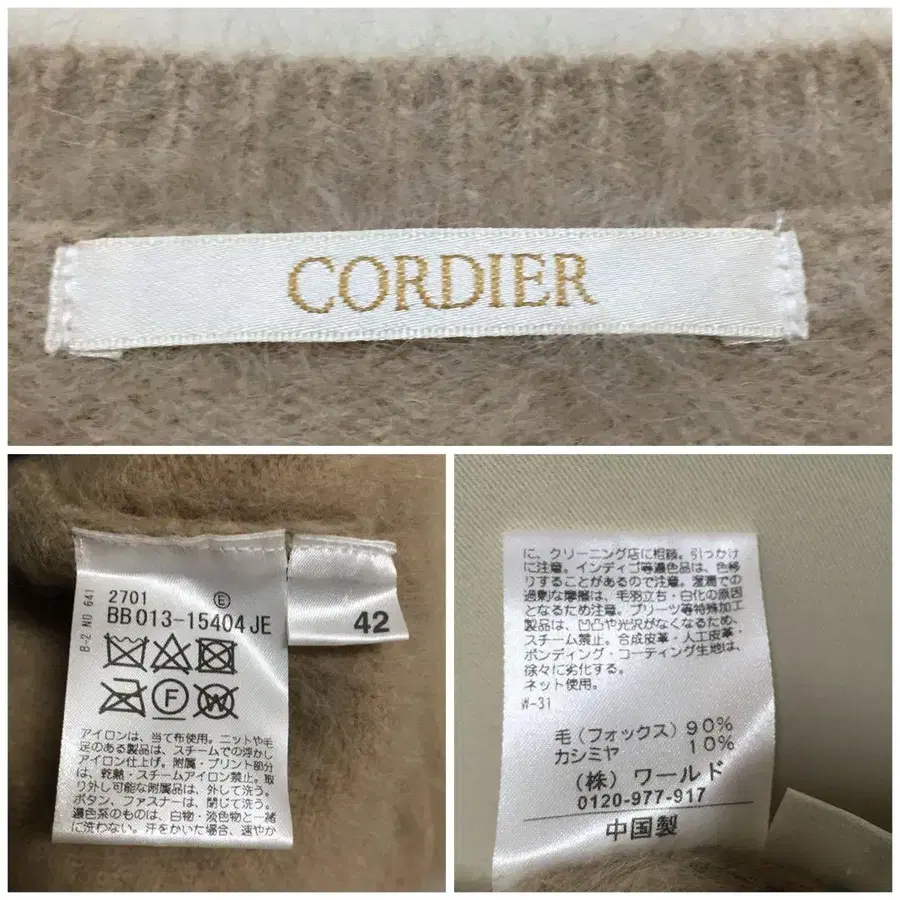 CORDIER
B-2 NO 641
2701 Ⓔ
BB013-15404JE
42
F W
アイロンは、当て布使用。ニットや毛
足のある製品は、スチームでの浮かし
アイロン仕上げ。附属・プリント部分
は、乾熱・スチームアイロン禁止。取
り外し可能な附属品は、外して洗う。
ボタン、ファスナーは、閉じて洗う。
濃色系のものは、白物・淡色物と一緒
に洗わない。汗をかいた場合、速やか
に、クリーニング店に相談。引っかけ
に注意。インディゴ等濃色品は、色移
りすることがあるので注意。湿潤での
過剰な摩擦は、毛羽立ち・白化の原因
となるため注意。プリーツ等特殊加工
製品は、凹凸や光沢がなくなるため、
スチーム禁止。合成皮革・人工皮革・
ボンディング・コーティング生地は、
徐々に劣化する。
ネット使用。
W-31
毛(フォックス) 90%
カシミヤ 10%
(株) ワールド
0120-977-917
中国製